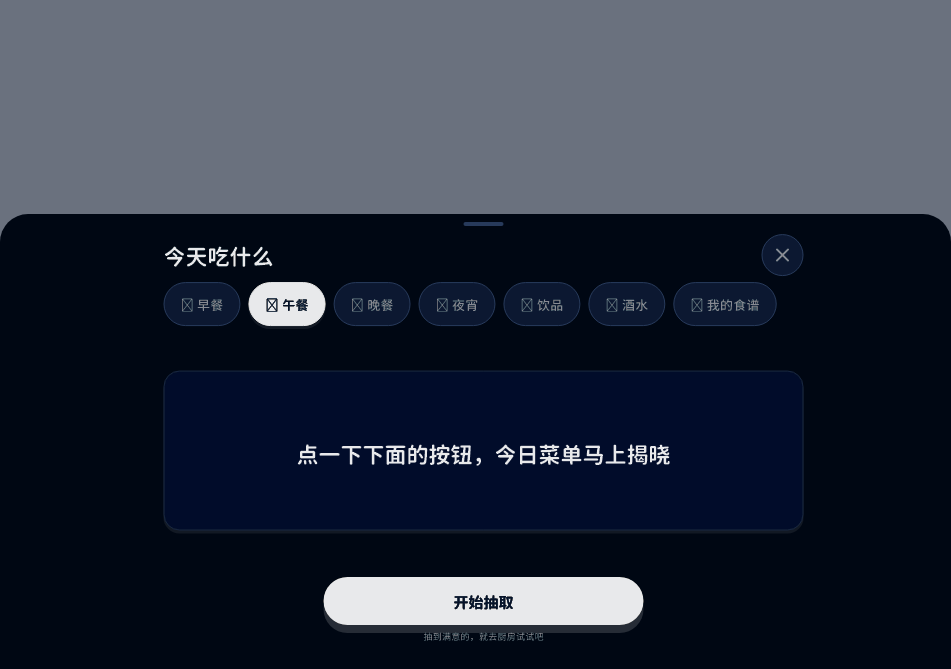 今天吃什么
早餐 午餐 晚餐 夜宵 饮品 酒水 我的食谱
点一下下面的按钮，今日菜单马上揭晓
开始抽取
抽到满意的，就去厨房试试吧